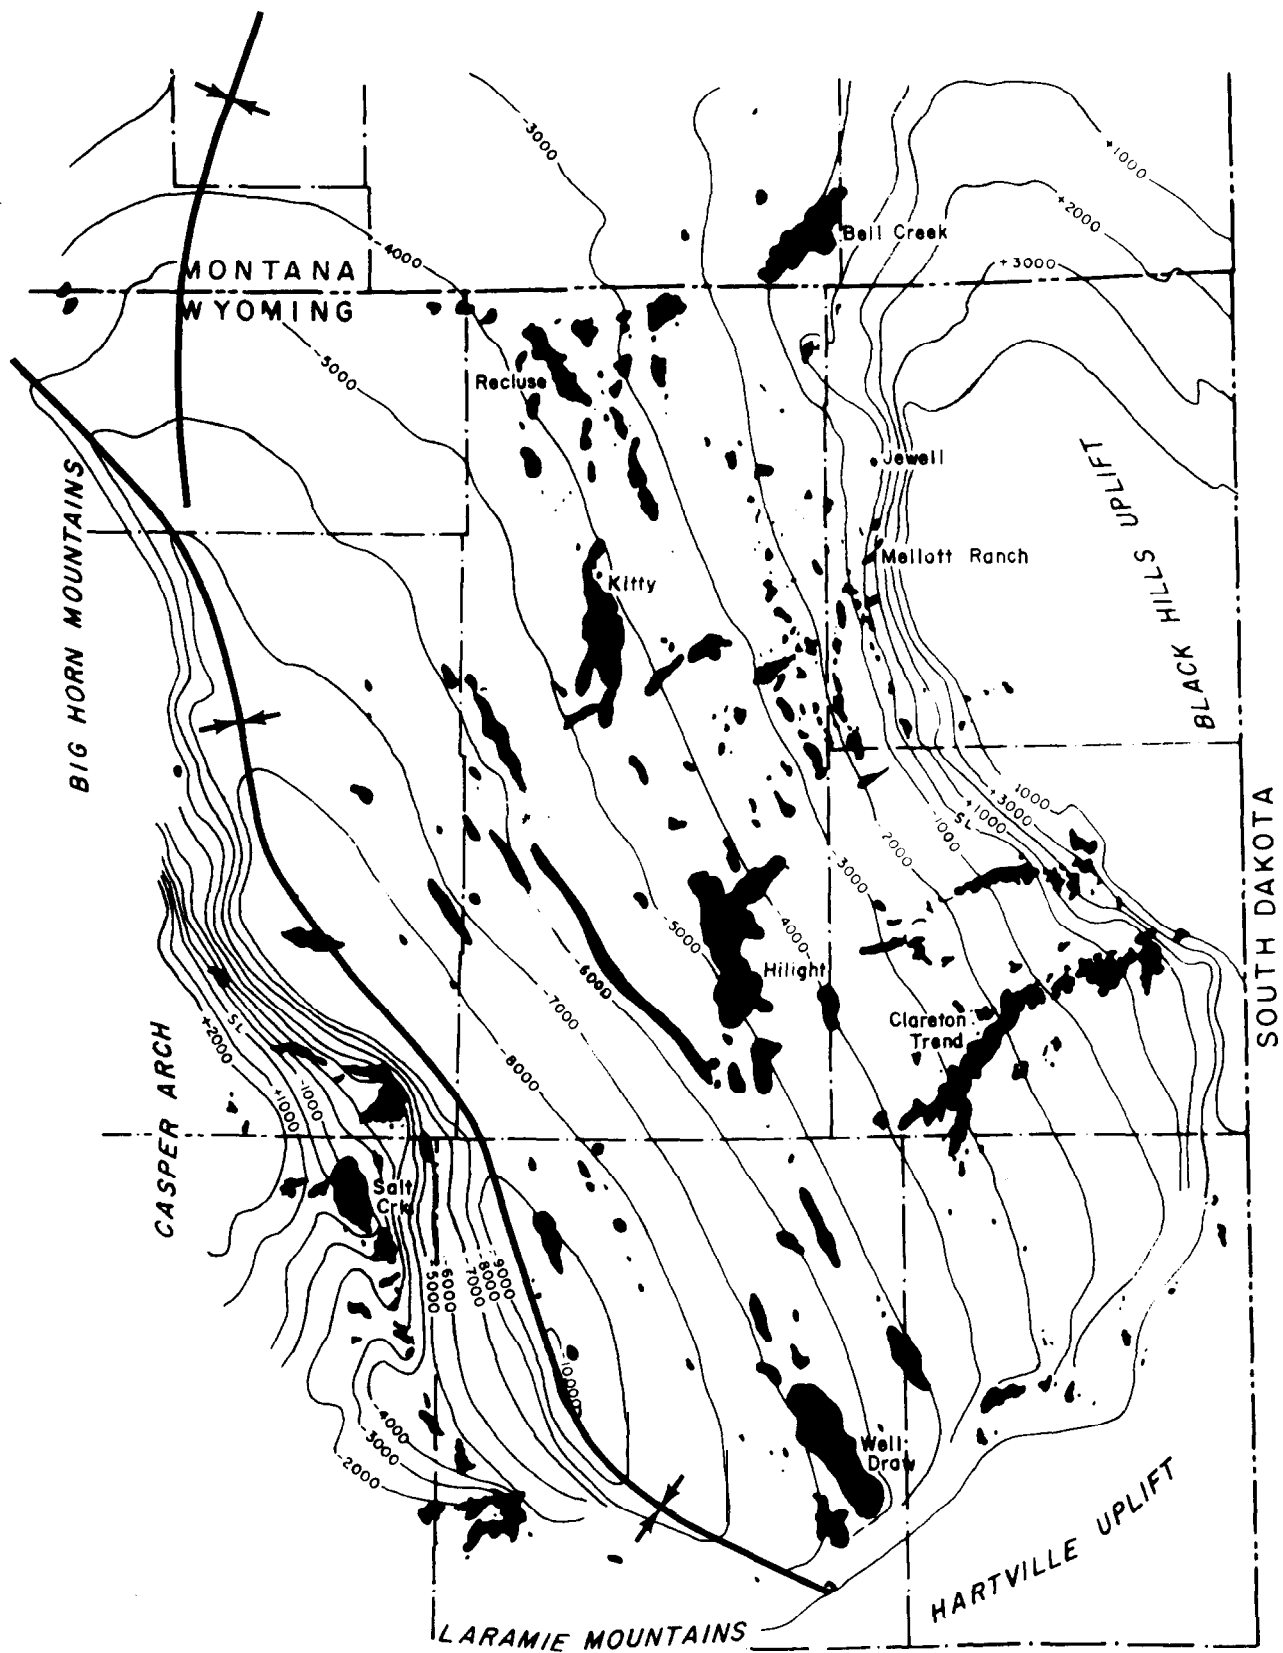 -3000
+1000
+2000
Bell Creek
-4000
+3000
MONTANA
WYOMING
-5000
Recluse
Jewell
BLACK HILLS UPLIFT
BIG HORN MOUNTAINS
Mellott Ranch
Kitty
1000
+3000
+1000
SL
-1000
-2000
-3000
SOUTH DAKOTA
-5000
-4000
Hilight
-6000
-7000
-8000
Clareton
Trend
SL
+2000
+1000
-1000
CASPER ARCH
Salt
Crk.
-5000
-6000
-7000
-8000
-9000
-10000
-4000
-3000
-2000
Well
Draw
HARTVILLE UPLIFT
LARAMIE MOUNTAINS